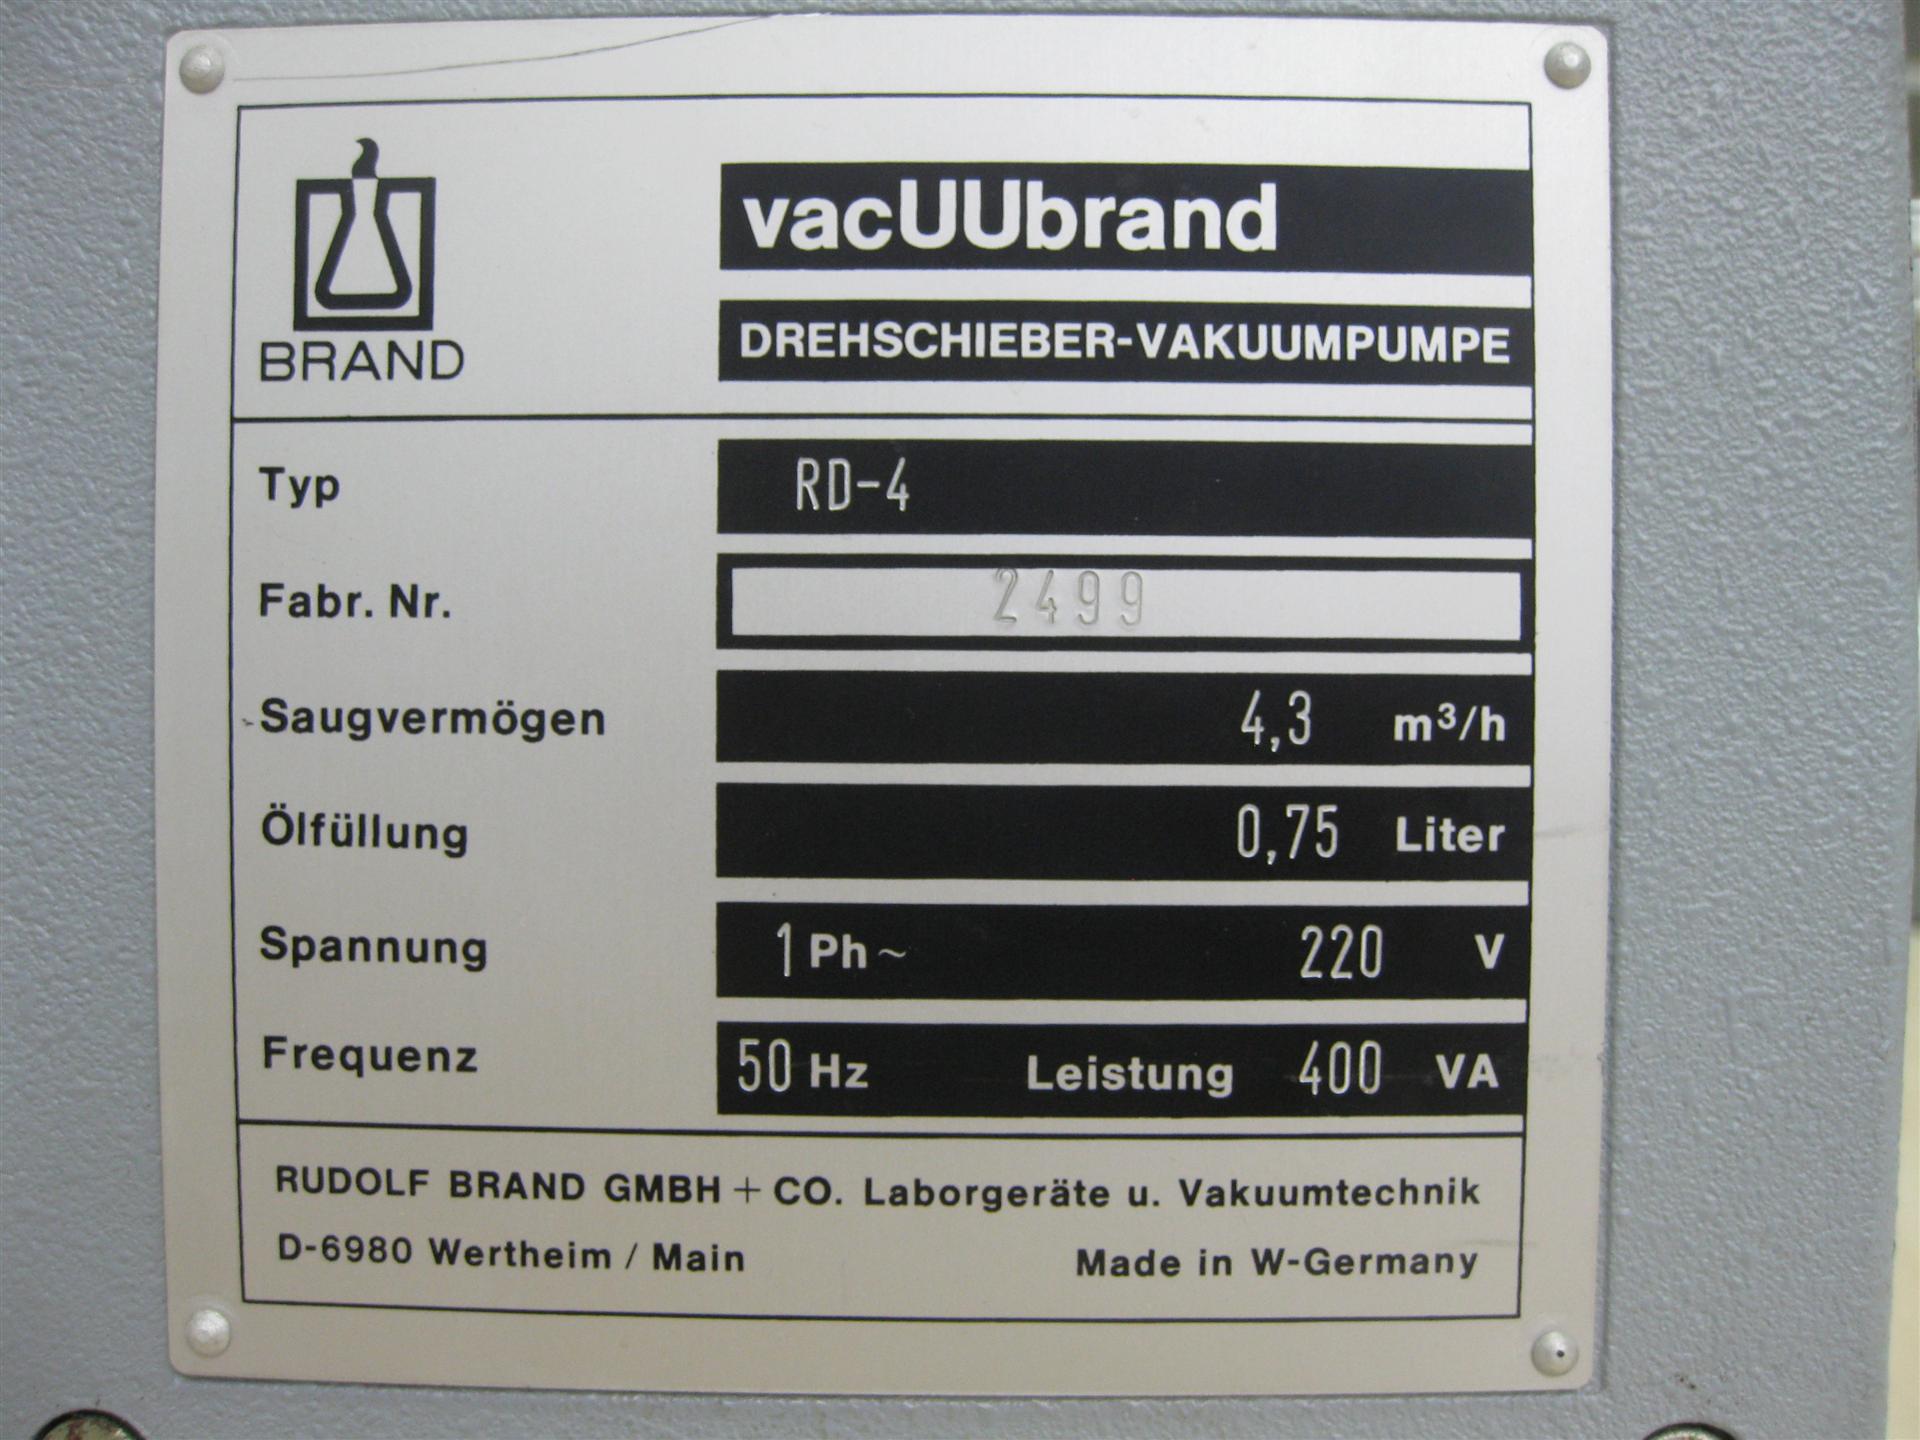 BRAND
vacUUbrand
DREHSCHIEBER-VAKUUMPUMPE
Typ RD-4
Fabr. Nr. 2499
Saugvermögen 4,3 m³/h
Ölfüllung 0,75 Liter
Spannung 1 Ph ~ 220 V
Frequenz 50 Hz Leistung 400 VA
RUDOLF BRAND GMBH + CO. Laborgeräte u. Vakuumtechnik
D-6980 Wertheim / Main Made in W-Germany